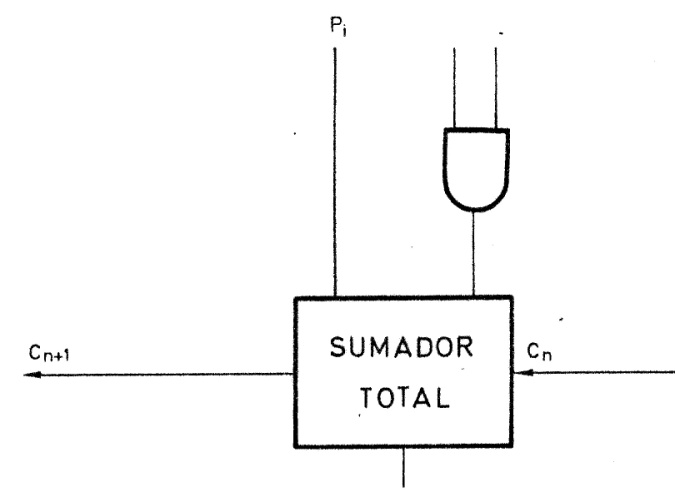 Pi
SUMADOR
TOTAL
Cn+1
Cn